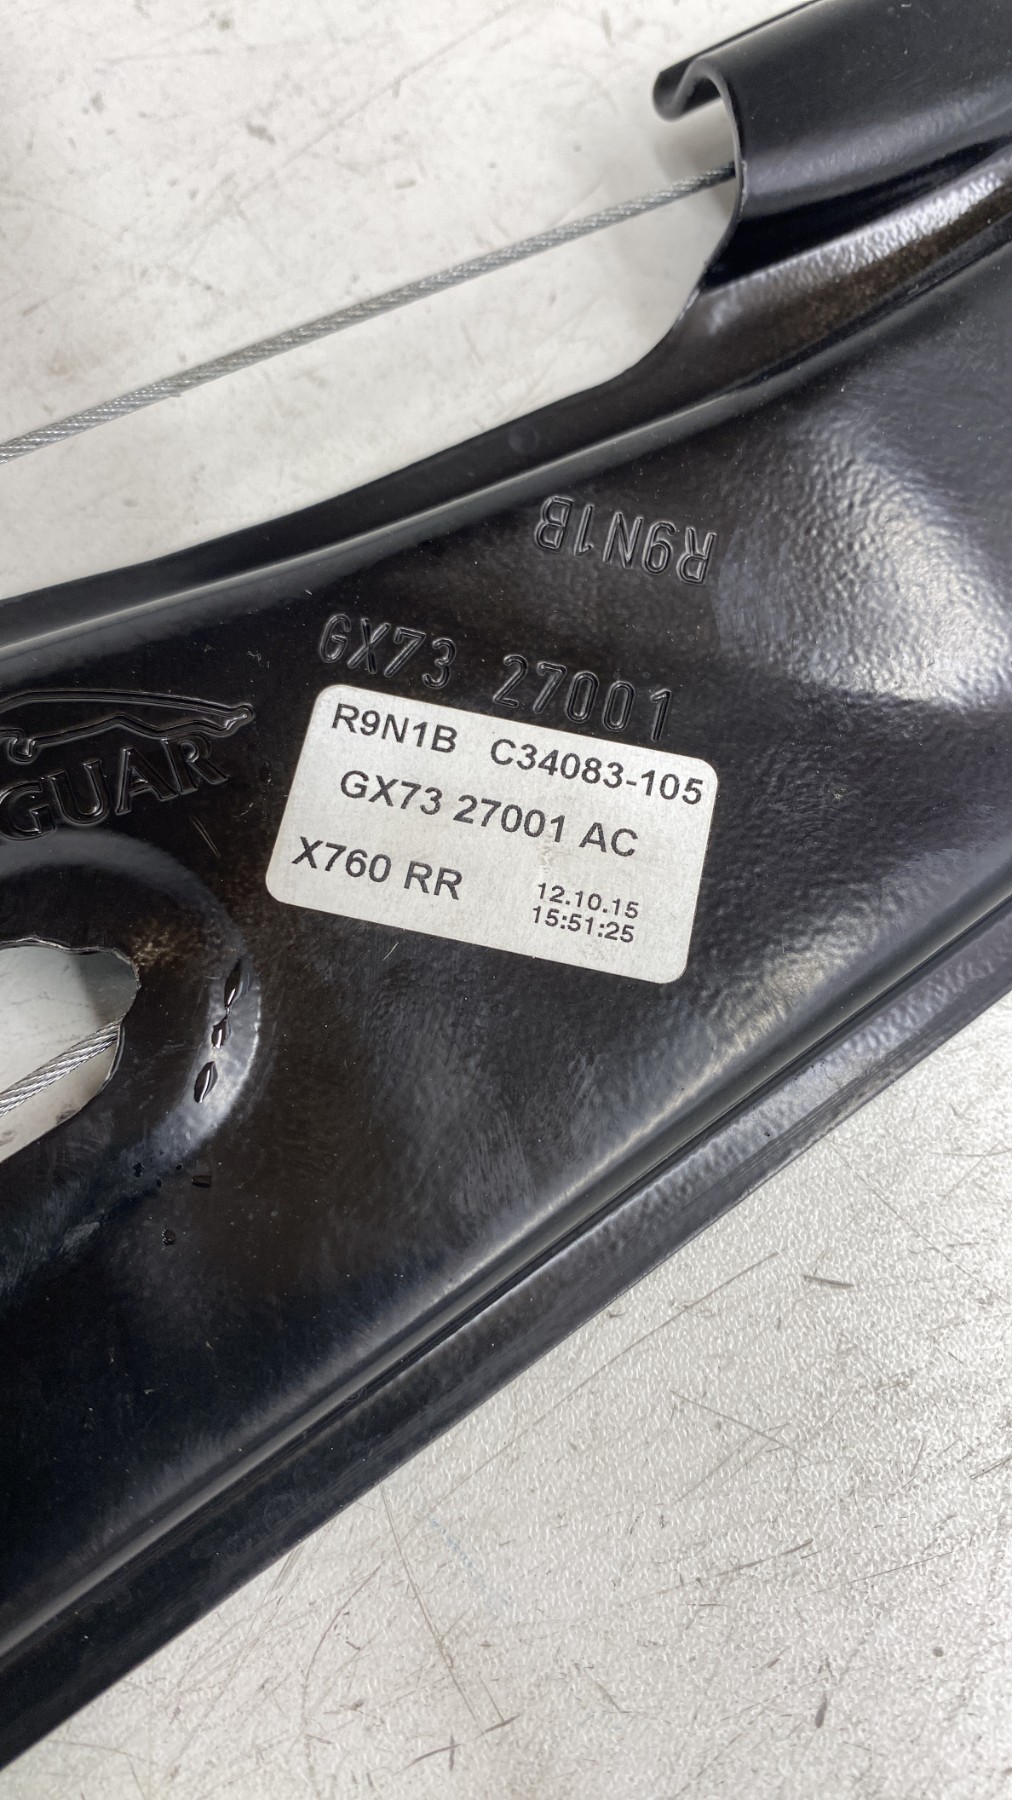 R9N1B
GX73 27001
GUAR
R9N1B C34083-105
GX73 27001 AC
X760 RR
12.10.15
15:51:25